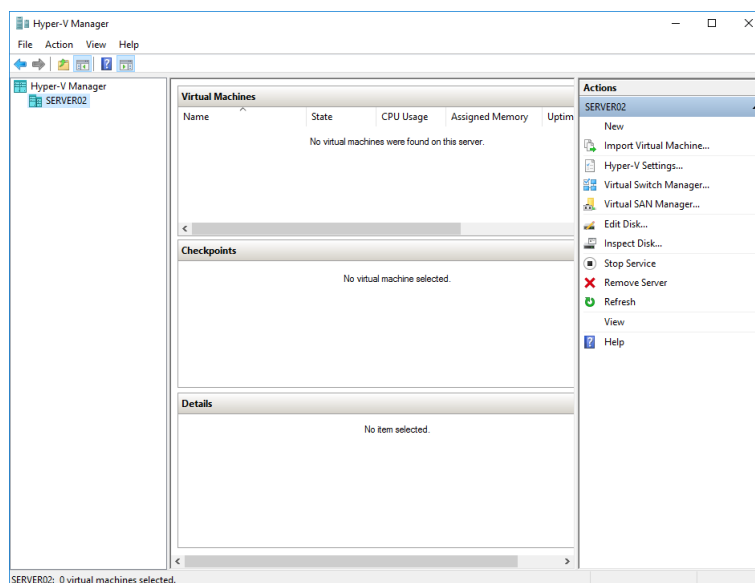 Hyper-V Manager
File Action View Help
Hyper-V Manager
SERVER02
Virtual Machines
Name State CPU Usage Assigned Memory Uptim
No virtual machines were found on this server.
Checkpoints
No virtual machine selected.
Details
No item selected.
Actions
SERVER02
New
Import Virtual Machine...
Hyper-V Settings...
Virtual Switch Manager...
Virtual SAN Manager...
Edit Disk...
Inspect Disk...
Stop Service
Remove Server
Refresh
View
Help
SERVER02: 0 virtual machines selected.